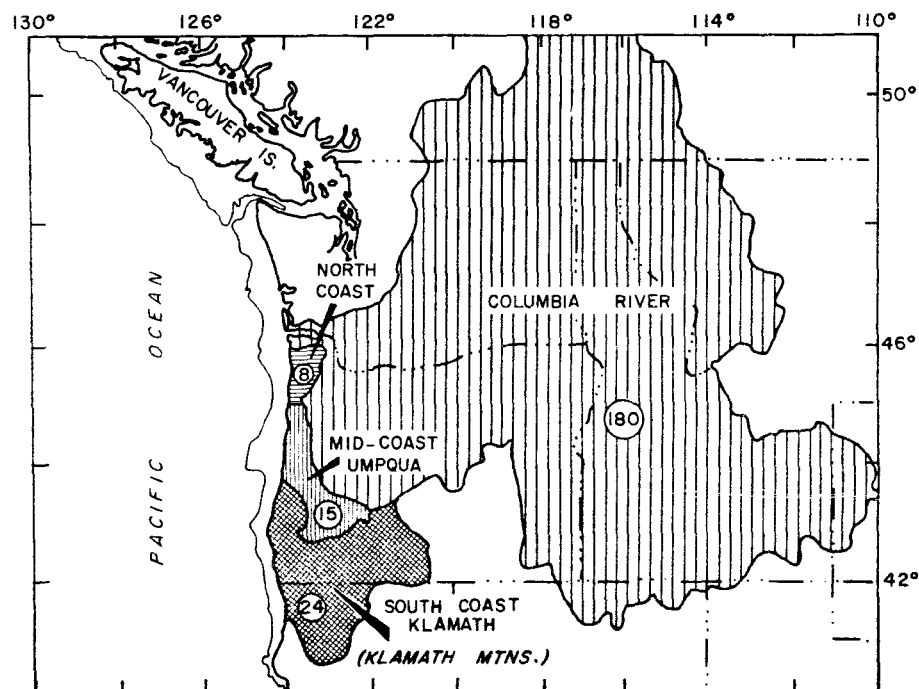 130°
126°
122°
118°
114°
110°
50°
VANCOUVER IS.
NORTH
COAST
COLUMBIA RIVER
PACIFIC OCEAN
46°
8
180
MID-COAST
UMPQUA
15
42°
24
SOUTH COAST
KLAMATH
(KLAMATH MTNS.)